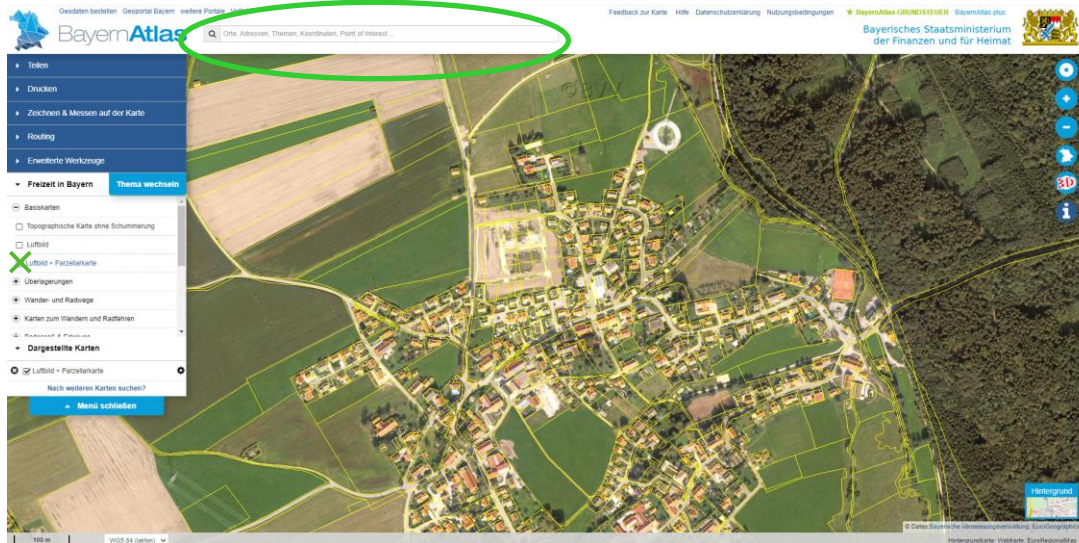 Geodaten bestellen Geoportal Bayern weitere Portale
Feedback zur Karte Hilfe Datenschutzerklärung Nutzungsbedingungen ★ BayernAtlas-GRUNDSTEUER BayernAtlas-plus
BayernAtlas
Orte, Adressen, Themen, Koordinaten, Point of Interest ...
Bayerisches Staatsministerium
der Finanzen und für Heimat
Teilen
Drucken
Zeichnen & Messen auf der Karte
Routing
Erweiterte Werkzeuge
Freizeit in Bayern Thema wechseln
Basiskarten
Topographische Karte ohne Schummerung
Luftbild
Luftbild + Parzellarkarte
Überlagerungen
Wander- und Radwege
Karten zum Wandern und Radfahren
Dargestellte Karten
Luftbild + Parzellarkarte
Nach weiteren Karten suchen?
Menü schließen
3D
i
Hintergrund
© Daten: Bayerische Vermessungsverwaltung, EuroGeographics
100 m WGS 84 (lat/lon)
Hintergrundkarte: Webkarte, EuroRegionalMap